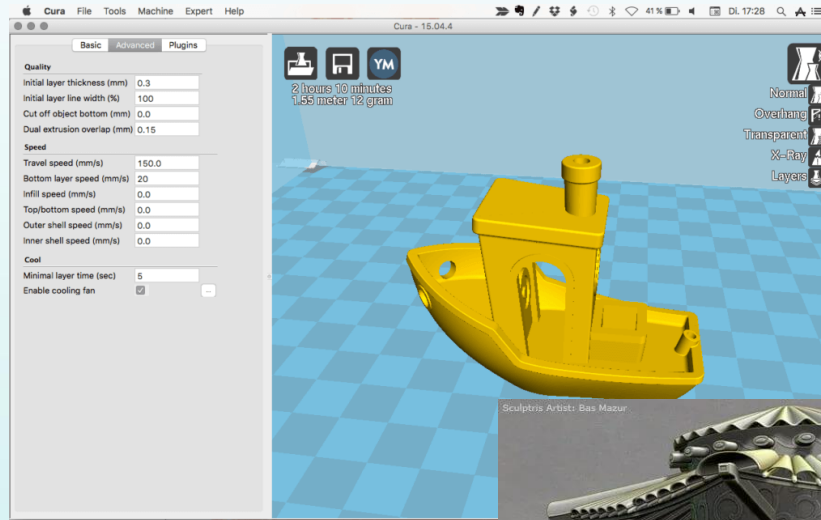 Cura File Tools Machine Expert Help 41% Di. 17:28
Cura - 15.04.4
Basic Advanced Plugins
Quality
Initial layer thickness (mm) 0.3
Initial layer line width (%) 100
Cut off object bottom (mm) 0.0
Dual extrusion overlap (mm) 0.15
Speed
Travel speed (mm/s) 150.0
Bottom layer speed (mm/s) 20
Infill speed (mm/s) 0.0
Top/bottom speed (mm/s) 0.0
Outer shell speed (mm/s) 0.0
Inner shell speed (mm/s) 0.0
Cool
Minimal layer time (sec) 5
Enable cooling fan ...
YM
2 hours 10 minutes
1.55 meter 12 gram
Normal
Overhang
Transparent
X-Ray
Layers
Sculptris Artist: Bas Mazur